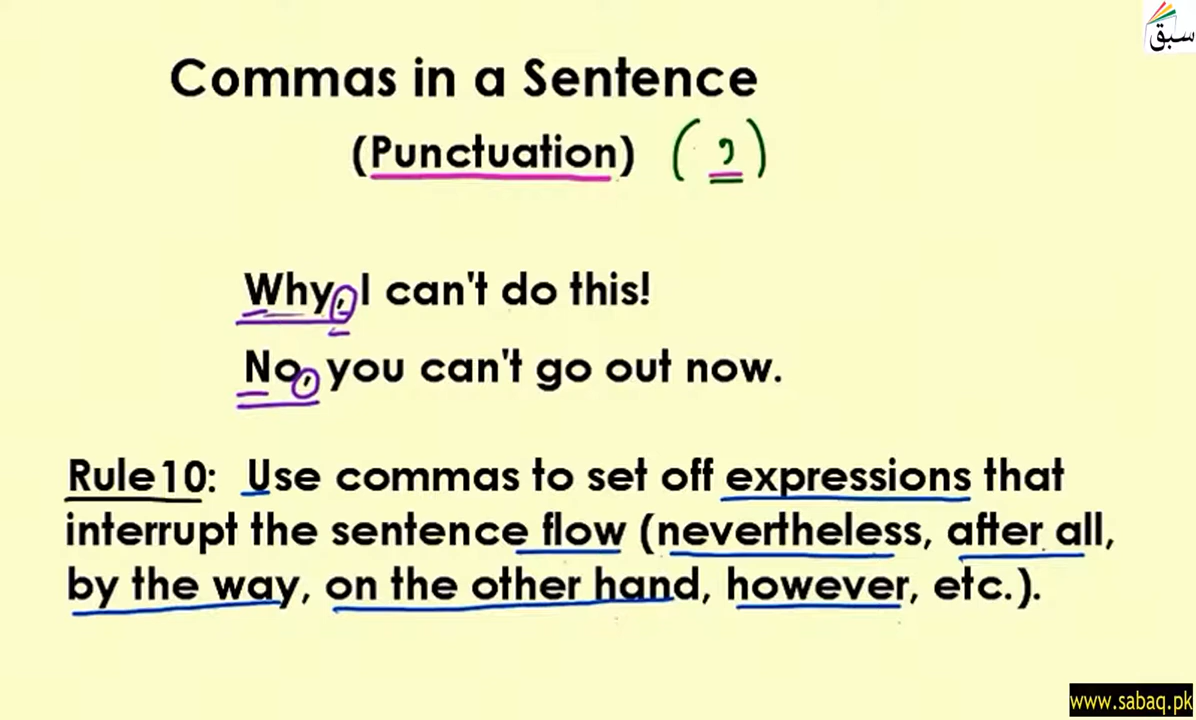 سبق
Commas in a Sentence
(Punctuation) (,)
Why, I can't do this!
No, you can't go out now.
Rule10: Use commas to set off expressions that
interrupt the sentence flow (nevertheless, after all,
by the way, on the other hand, however, etc.).
www.sabaq.pk